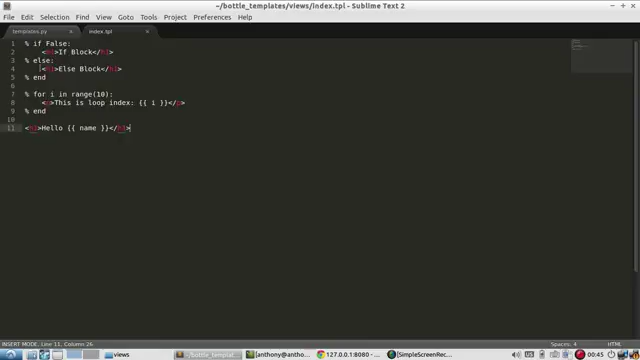 ~/bottle_templates/views/index.tpl - Sublime Text 2
File Edit Selection Find View Goto Tools Project Preferences Help
index.tpl
1 % if False:
2 <h1>If Block</h1>
3 % else:
4 <h1>Else Block</h1>
5 % end
6
7 % for i in range(10):
8 <p>This is loop index: {{ i }}</p>
9 % end
10
11 <h1>Hello {{ name }}</h1>
INSERT MODE, Line 11, Column 26 Spaces: 4 HTML
views ~/bottle_templat... [anthony@antho... 127.0.0.1:8080 - ... [SimpleScreenRec... 00:45